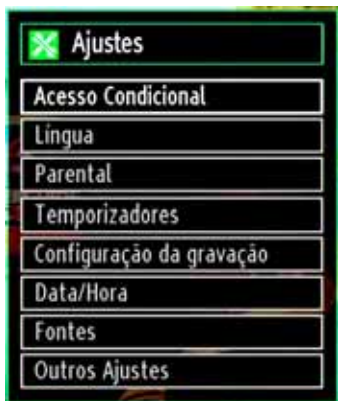 Ajustes
Acesso Condicional
Língua
Parental
Temporizadores
Configuração da gravação
Data/Hora
Fontes
Outros Ajustes